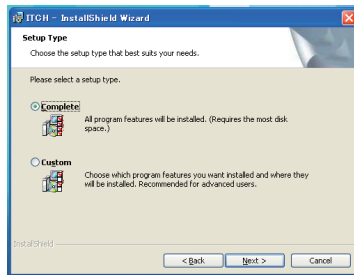 ITCH - InstallShield Wizard
Setup Type
Choose the setup type that best suits your needs.
Please select a setup type.
Complete
All program features will be installed. (Requires the most disk
space.)
Custom
Choose which program features you want installed and where they
will be installed. Recommended for advanced users.
InstallShield
< Back
Next >
Cancel